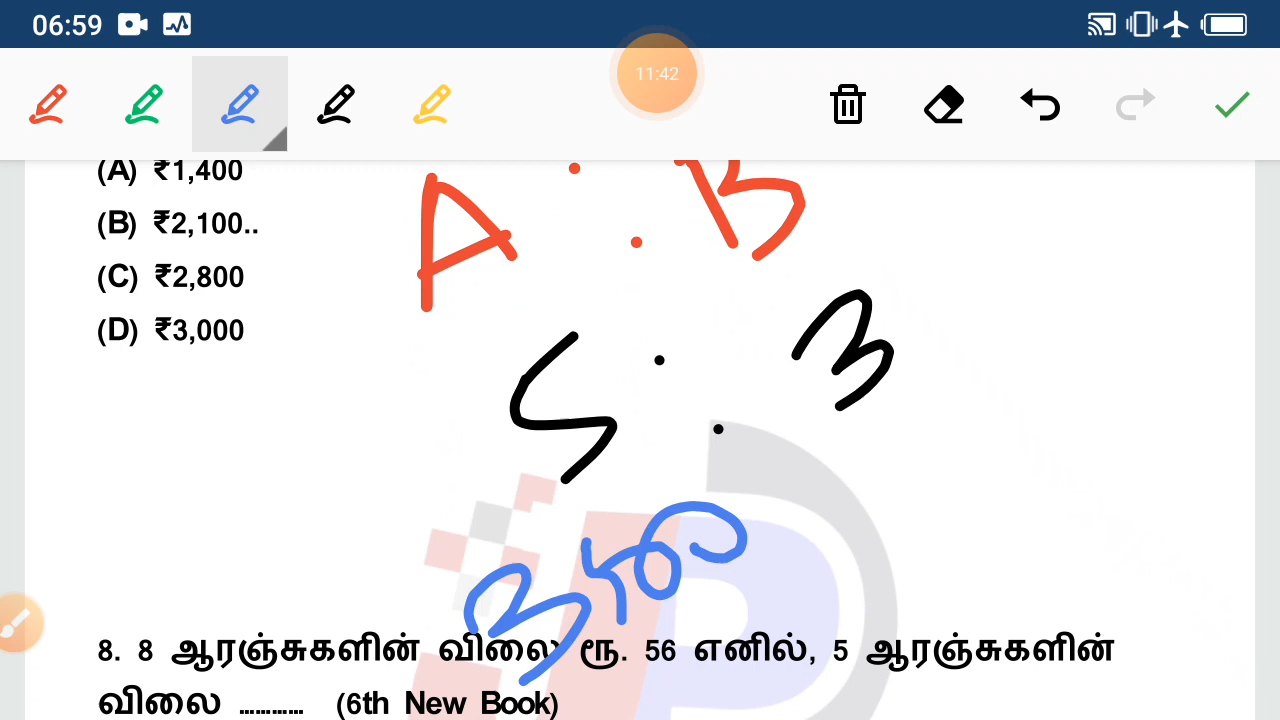 06:59
11:42
(A) ₹1,400
A : B
(B) ₹2,100..
(C) ₹2,800
(D) ₹3,000
5 : 3
8. 8 ஆரஞ்சுகளின் விலை ரூ. 56 எனில், 5 ஆரஞ்சுகளின்
விலை ............ (6th New Book)